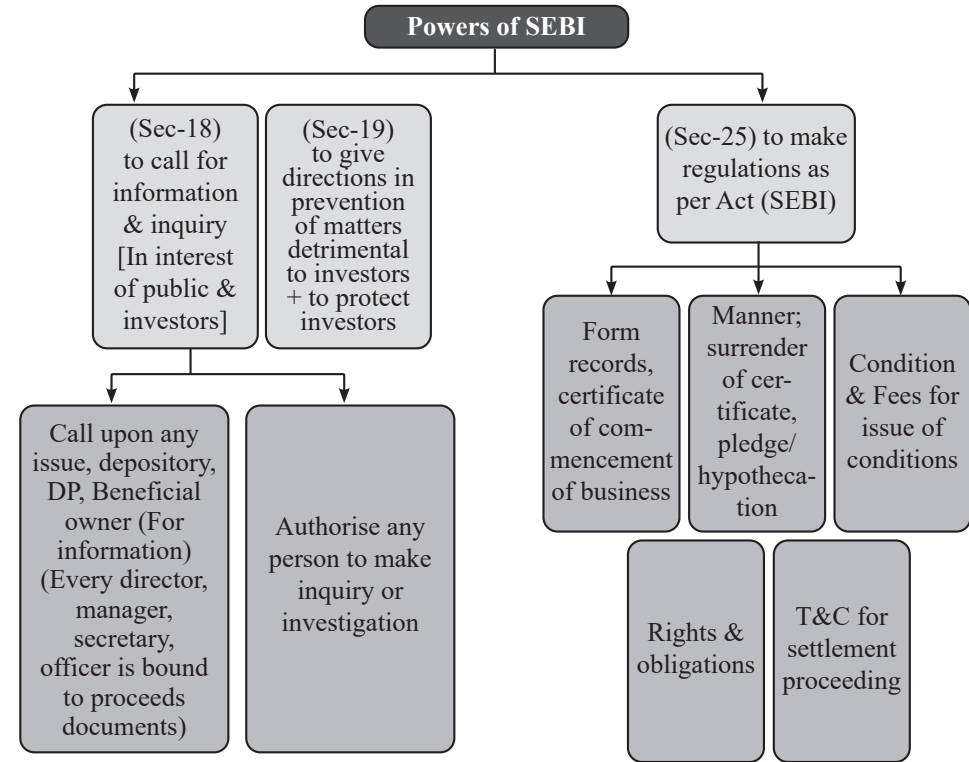 Powers of SEBI
(Sec-18)
to call for
information
& inquiry
[In interest
of public &
investors]
(Sec-19)
to give
directions in
prevention
of matters
detrimental
to investors
+ to protect
investors
(Sec-25) to make
regulations as
per Act (SEBI)
Call upon any
issue, depository,
DP, Beneficial
owner (For
information)
(Every director,
manager,
secretary,
officer is bound
to proceeds
documents)
Authorise any
person to make
inquiry or
investigation
Form
records,
certificate
of com-
mencement
of business
Manner;
surrender
of cer-
tificate,
pledge/
hypotheca-
tion
Condition
& Fees for
issue of
conditions
Rights &
obligations
T&C for
settlement
proceeding